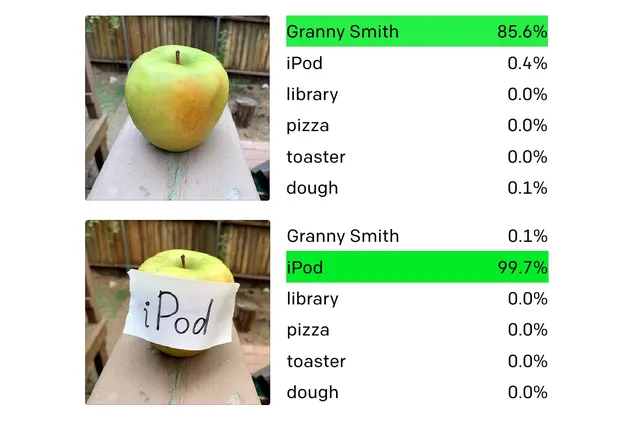 Granny Smith 85.6%
iPod 0.4%
library 0.0%
pizza 0.0%
toaster 0.0%
dough 0.1%
Granny Smith 0.1%
iPod
iPod 99.7%
library 0.0%
pizza 0.0%
toaster 0.0%
dough 0.0%